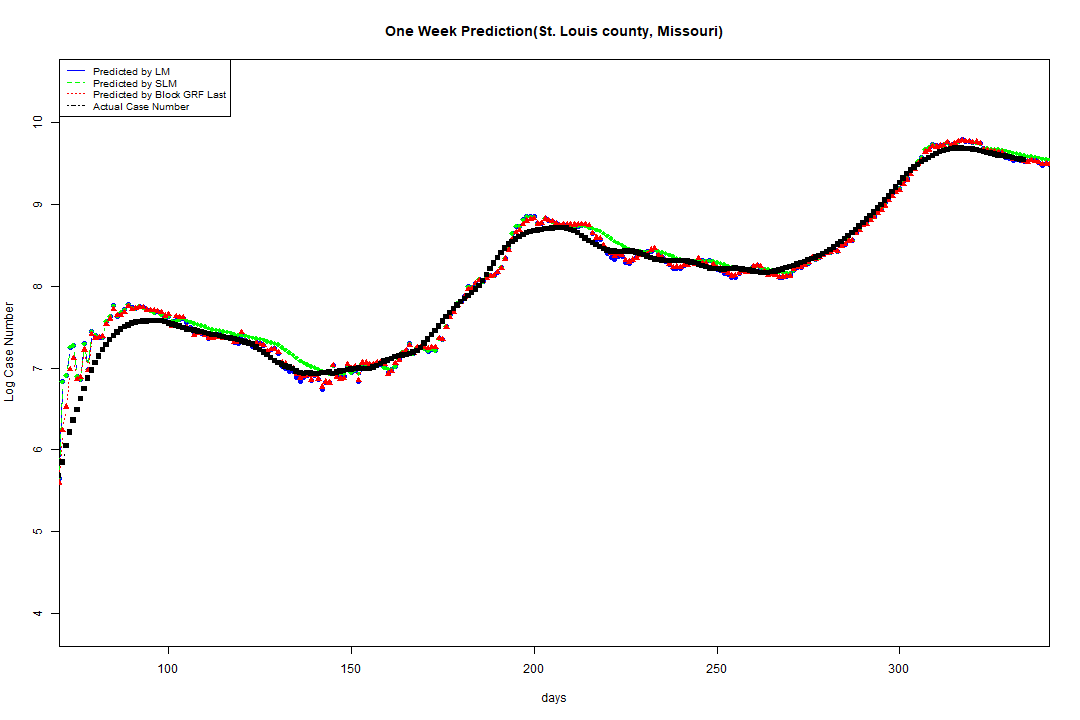 One Week Prediction(St. Louis county, Missouri)
Predicted by LM
Predicted by SLM
Predicted by Block GRF Last
Actual Case Number
Log Case Number
10
9
8
7
6
5
4
100 150 200 250 300
days